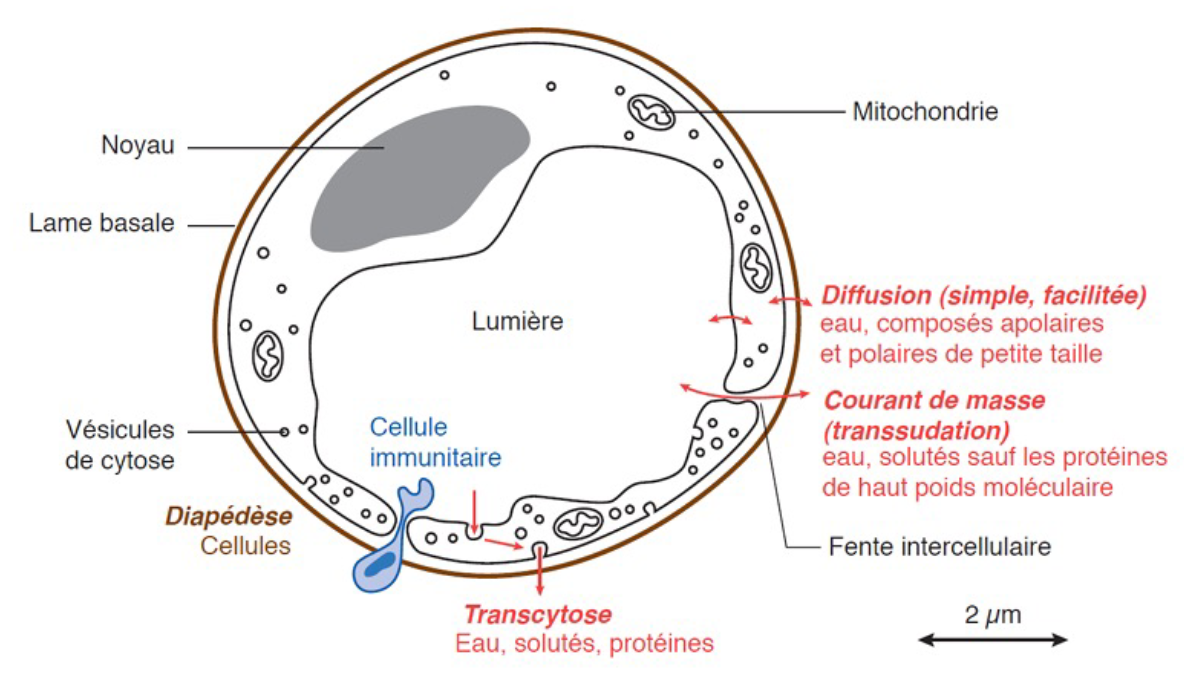 Mitochondrie
Noyau
Lame basale
Diffusion (simple, facilitée)
eau, composés apolaires
et polaires de petite taille
Lumière
Courant de masse
(transsudation)
eau, solutés sauf les protéines
de haut poids moléculaire
Vésicules
de cytose
Cellule
immunitaire
Diapédèse
Cellules
Fente intercellulaire
Transcytose
Eau, solutés, protéines
2 µm